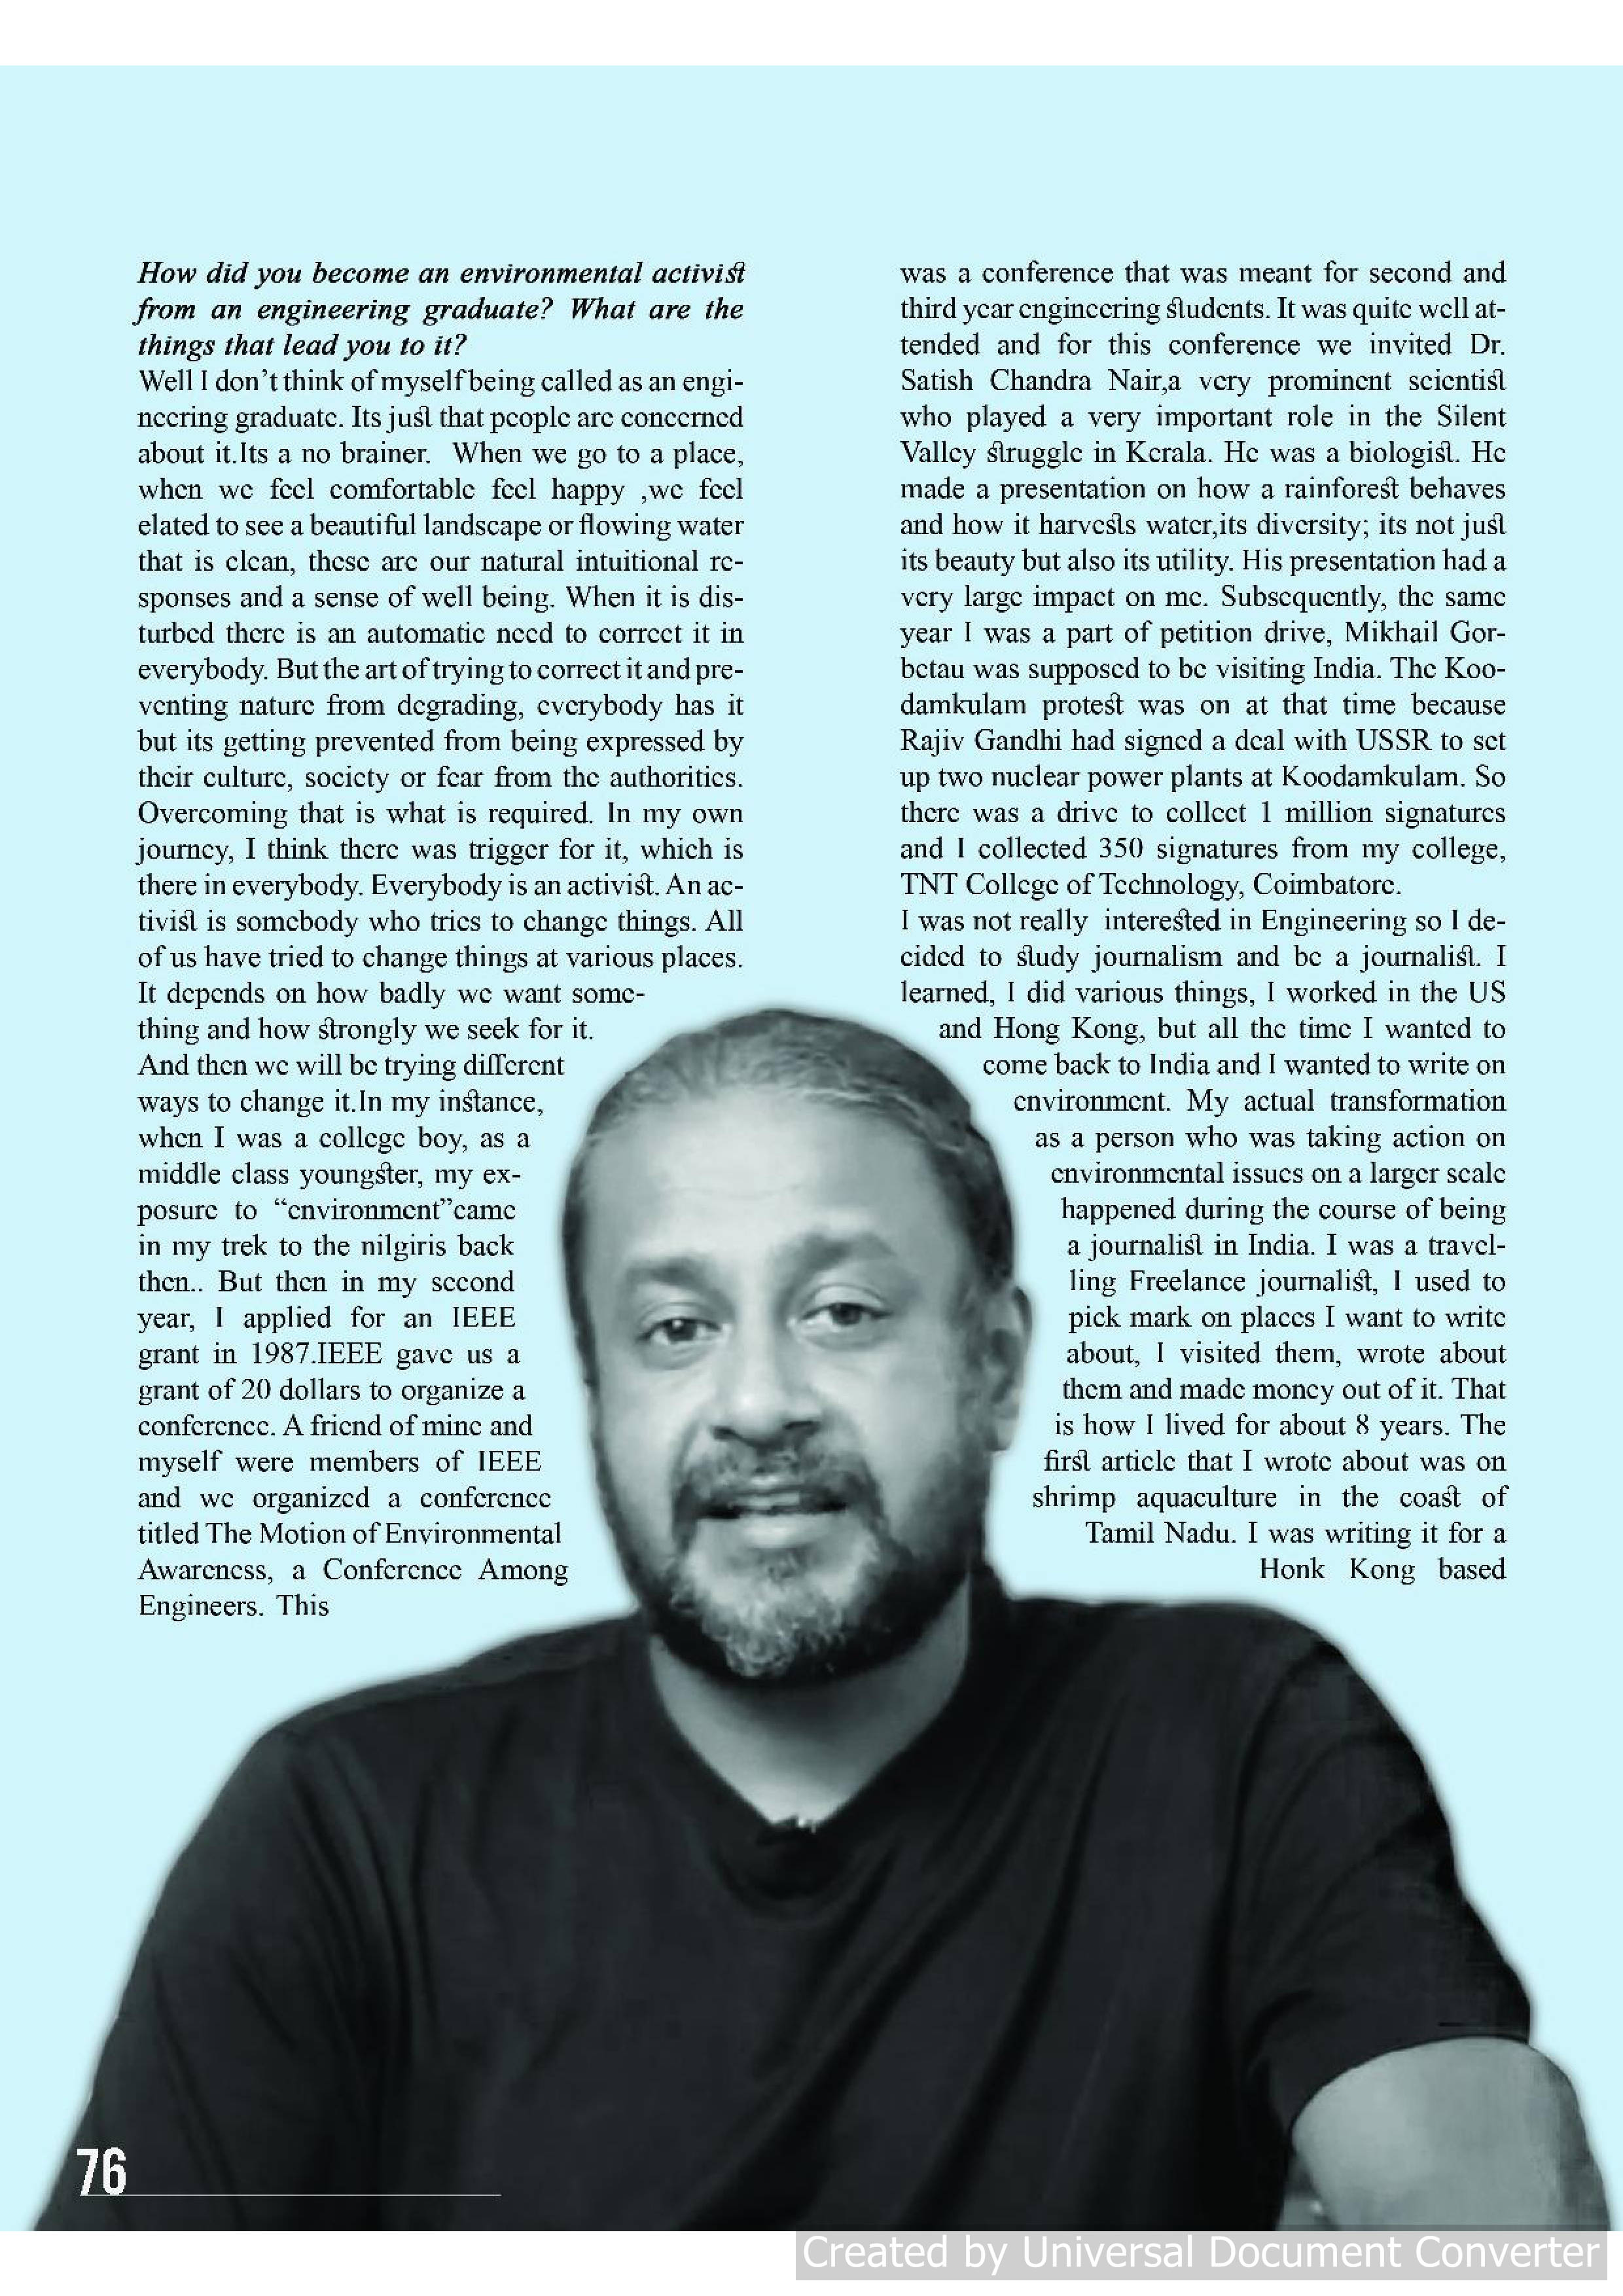 How did you become an environmental activist
from an engineering graduate? What are the
things that lead you to it?
Well I don't think of myself being called as an engi-
neering graduate. Its just that people are concerned
about it.Its a no brainer. When we go to a place,
when we feel comfortable feel happy ,we feel
elated to see a beautiful landscape or flowing water
that is clean, these are our natural intuitional re-
sponses and a sense of well being. When it is dis-
turbed there is an automatic need to correct it in
everybody. But the art of trying to correct it and pre-
venting nature from degrading, everybody has it
but its getting prevented from being expressed by
their culture, society or fear from the authorities.
Overcoming that is what is required. In my own
journey, I think there was trigger for it, which is
there in everybody. Everybody is an activist. An ac-
tivist is somebody who tries to change things. All
of us have tried to change things at various places.
It depends on how badly we want some-
thing and how strongly we seek for it.
And then we will be trying different
ways to change it.In my instance,
when I was a college boy, as a
middle class youngster, my ex-
posure to “environment”came
in my trek to the nilgiris back
then.. But then in my second
year, I applied for an IEEE
grant in 1987.IEEE gave us a
grant of 20 dollars to organize a
conference. A friend of mine and
myself were members of IEEE
and we organized a conference
titled The Motion of Environmental
Awareness, a Conference Among
Engineers. This
was a conference that was meant for second and
third year engineering students. It was quite well at-
tended and for this conference we invited Dr.
Satish Chandra Nair,a very prominent scientist
who played a very important role in the Silent
Valley struggle in Kerala. He was a biologist. He
made a presentation on how a rainforest behaves
and how it harvests water,its diversity; its not just
its beauty but also its utility. His presentation had a
very large impact on me. Subsequently, the same
year I was a part of petition drive, Mikhail Gor-
betau was supposed to be visiting India. The Koo-
damkulam protest was on at that time because
Rajiv Gandhi had signed a deal with USSR to set
up two nuclear power plants at Koodamkulam. So
there was a drive to collect 1 million signatures
and I collected 350 signatures from my college,
TNT College of Technology, Coimbatore.
I was not really interested in Engineering so I de-
cided to study journalism and be a journalist. I
learned, I did various things, I worked in the US
and Hong Kong, but all the time I wanted to
come back to India and I wanted to write on
environment. My actual transformation
as a person who was taking action on
environmental issues on a larger scale
happened during the course of being
a journalist in India. I was a travel-
ling Freelance journalist, I used to
pick mark on places I want to write
about, I visited them, wrote about
them and made money out of it. That
is how I lived for about 8 years. The
first article that I wrote about was on
shrimp aquaculture in the coast of
Tamil Nadu. I was writing it for a
Honk Kong based
76
Created by Universal Document Converter